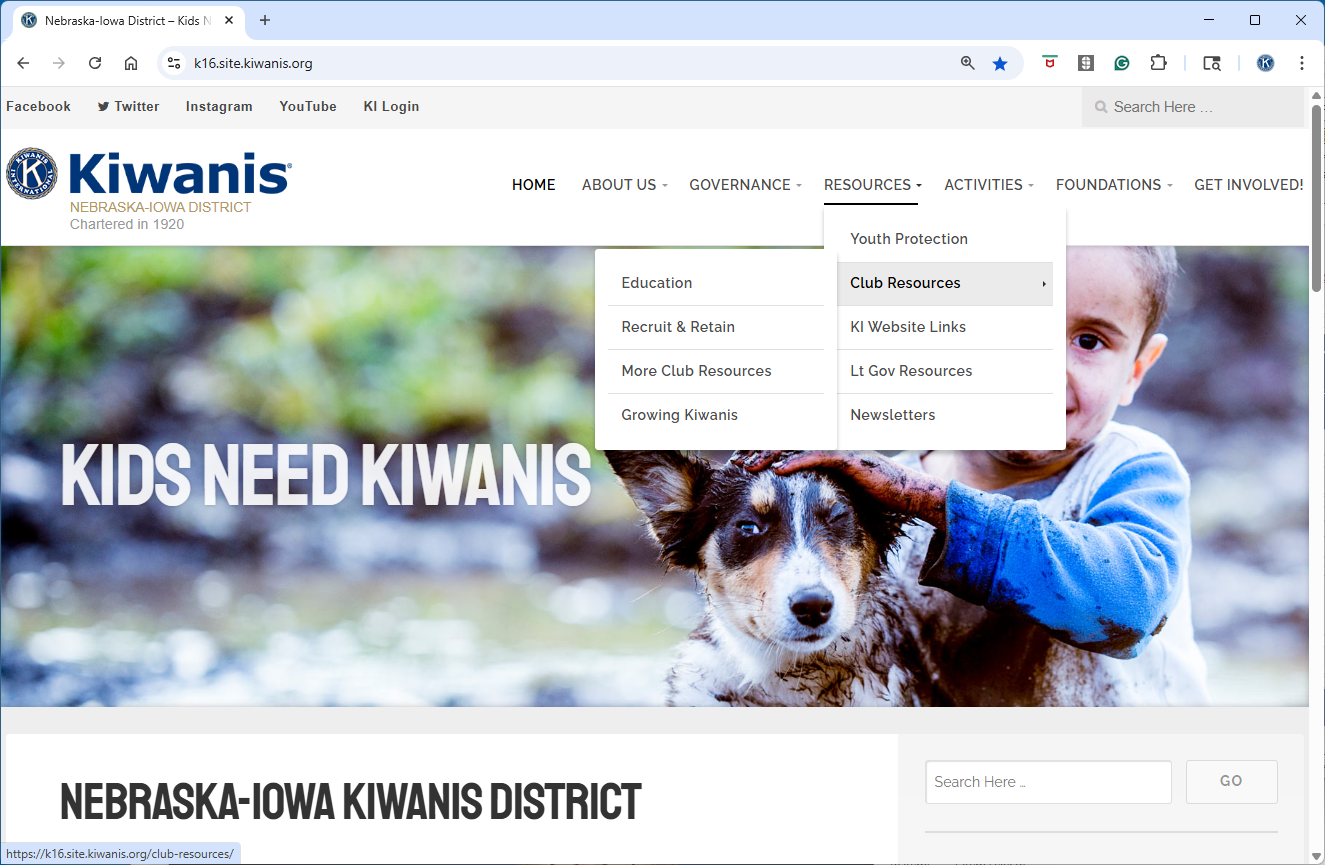 Nebraska-Iowa District – Kids N
k16.site.kiwanis.org
Facebook Twitter Instagram YouTube KI Login Search Here …
KIWANIS
K
INTERNATIONAL
Kiwanis®
NEBRASKA-IOWA DISTRICT
Chartered in 1920
HOME ABOUT US GOVERNANCE RESOURCES ACTIVITIES FOUNDATIONS GET INVOLVED!
Youth Protection
Club Resources
KI Website Links
Lt Gov Resources
Newsletters
Education
Recruit & Retain
More Club Resources
Growing Kiwanis
KIDS NEED KIWANIS
NEBRASKA-IOWA KIWANIS DISTRICT
Search Here … GO
https://k16.site.kiwanis.org/club-resources/